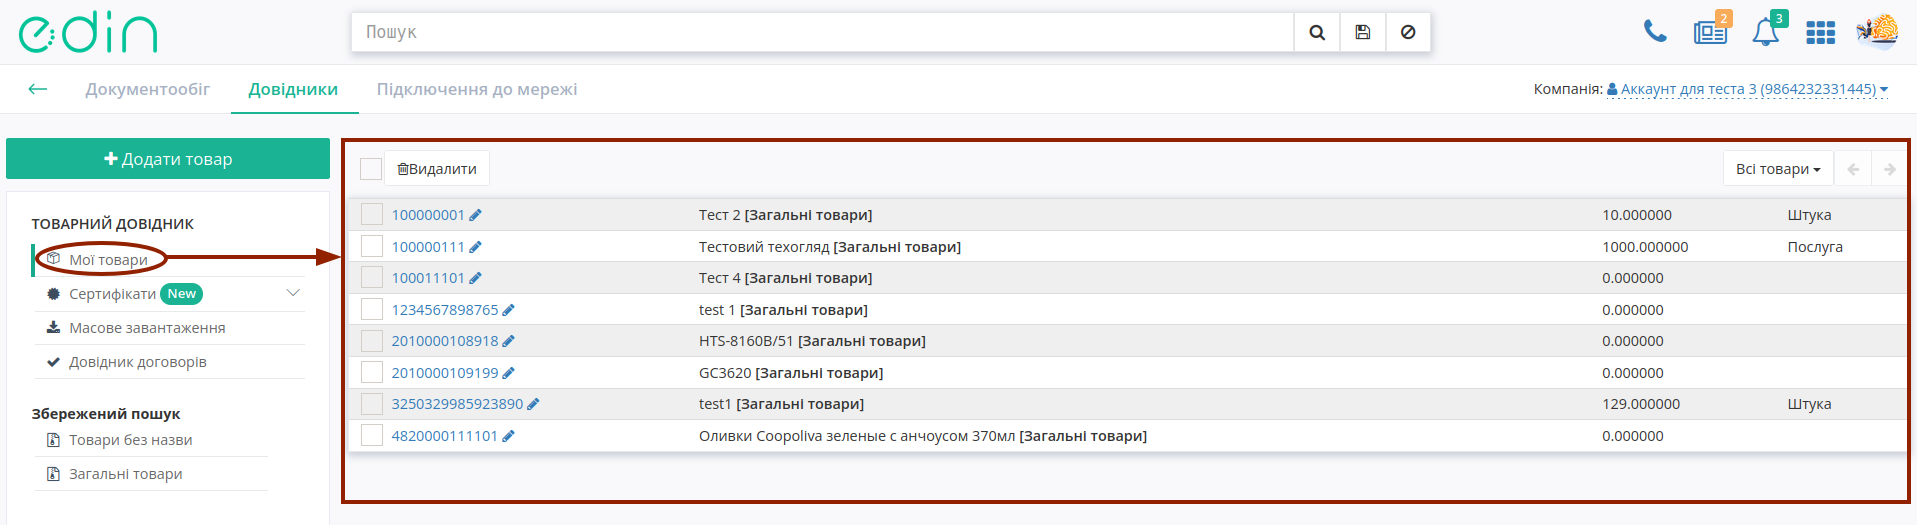 edin
Пошук
2
3
Документообіг
Довідники
Підключення до мережі
Компанія: Аккаунт для теста 3 (9864232331445)
Додати товар
Видалити
Всі товари
ТОВАРНИЙ ДОВІДНИК
Мої товари
Сертифікати New
Масове завантаження
Довідник договорів
Збережений пошук
Товари без назви
Загальні товари
100000001 Тест 2 [Загальні товари] 10.000000 Штука
100000111 Тестовий техогляд [Загальні товари] 1000.000000 Послуга
100011101 Тест 4 [Загальні товари] 0.000000
1234567898765 test 1 [Загальні товари] 0.000000
2010000108918 HTS-8160B/51 [Загальні товари] 0.000000
2010000109199 GC3620 [Загальні товари] 0.000000
3250329985923890 test1 [Загальні товари] 129.000000 Штука
4820000111101 Оливки Coopoliva зеленые с анчоусом 370мл [Загальні товари] 0.000000